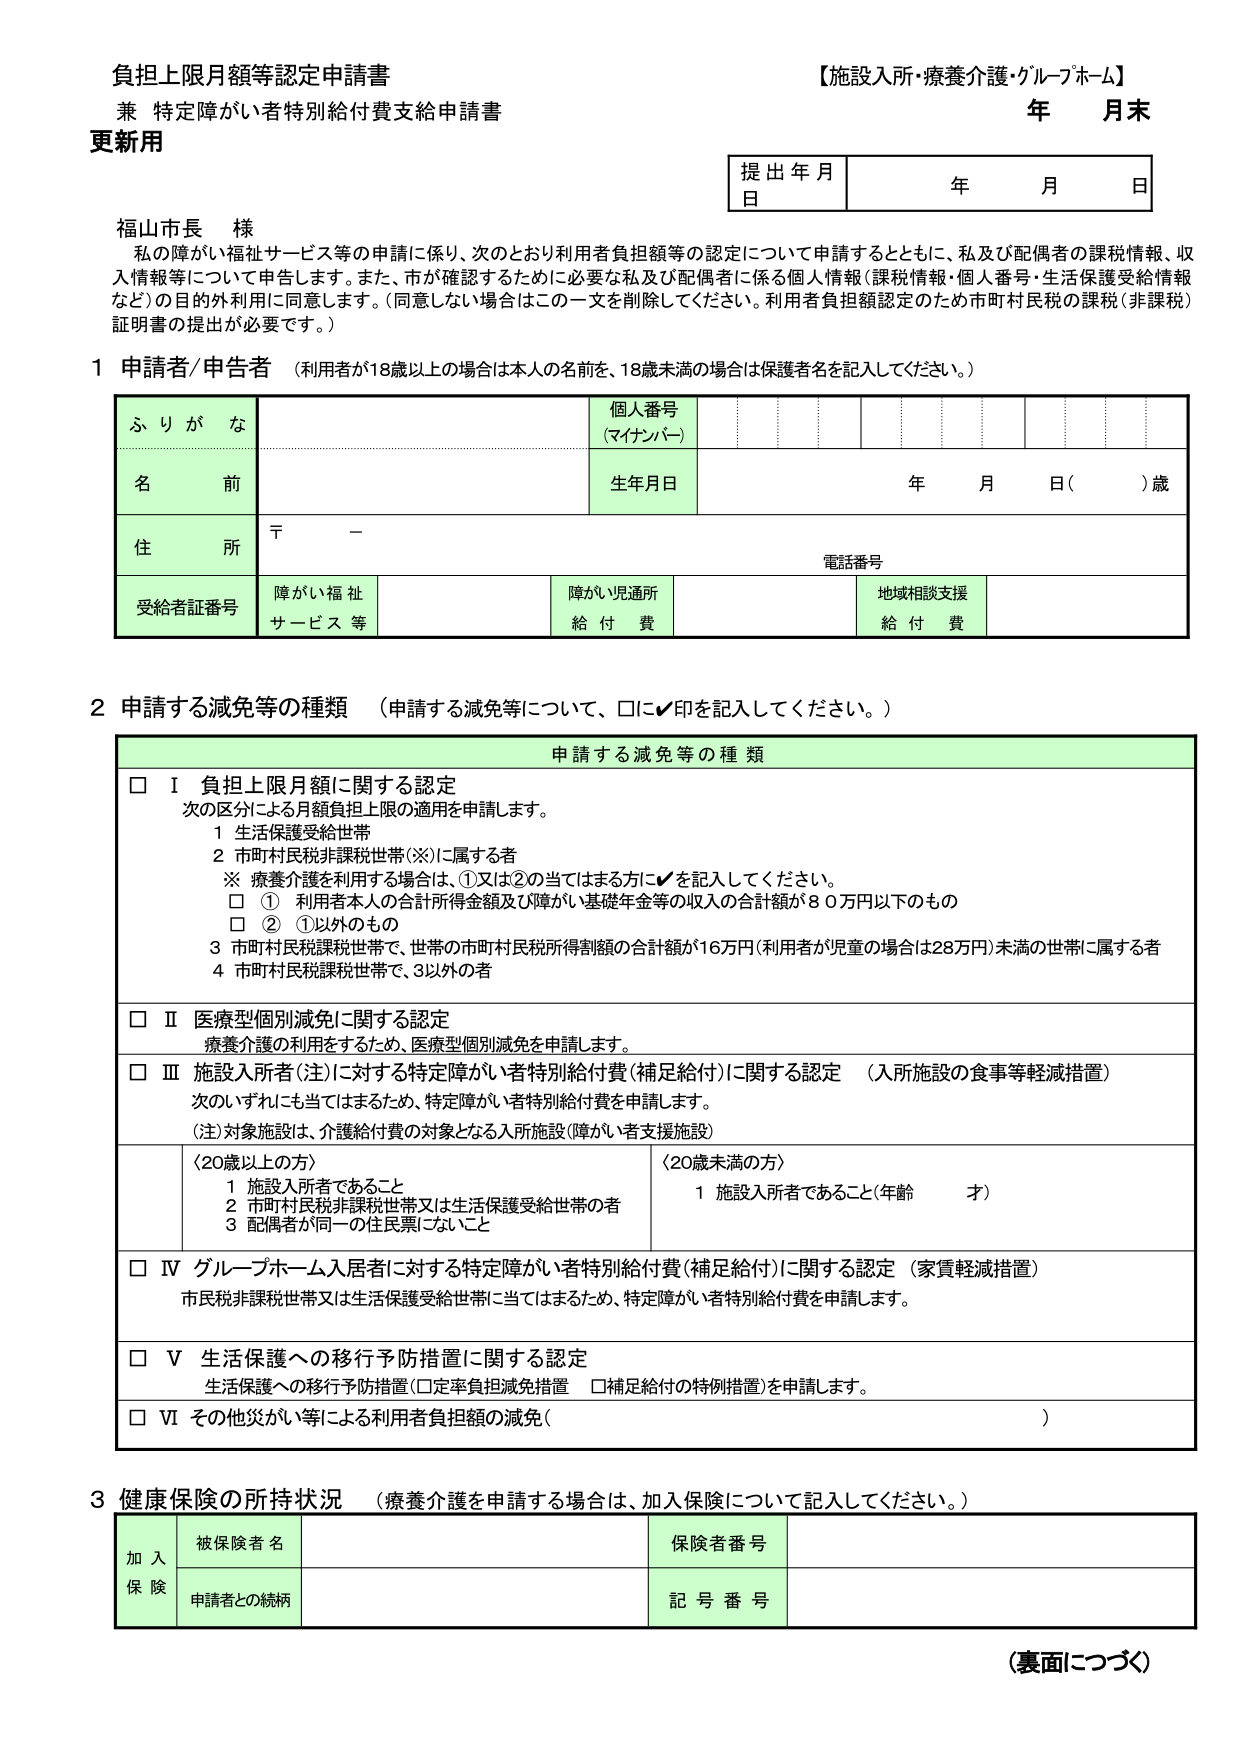 負担上限月額等認定申請書
【施設入所・療養介護・グループホーム】
兼 特定障がい者特別給付費支給申請書
年 月末
更新用
提出年月日 年 月 日
福山市長 様
私の障がい福祉サービス等の申請に係り、次のとおり利用者負担額等の認定について申請するとともに、私及び配偶者の課税情報、収
入情報等について申告します。また、市が確認するために必要な私及び配偶者に係る個人情報（課税情報・個人番号・生活保護受給情報
など）の目的外利用に同意します。（同意しない場合はこの一文を削除してください。利用者負担額認定のため市町村民税の課税（非課税）
証明書の提出が必要です。）
1 申請者/申告者 （利用者が18歳以上の場合は本人の名前を、18歳未満の場合は保護者名を記入してください。）
ふりがな
個人番号
（マイナンバー）
名 前
生年月日 年 月 日（ ）歳
住 所
〒 －
電話番号
受給者証番号
障がい福祉
サービス等
障がい児通所
給付費
地域相談支援
給付費
2 申請する減免等の種類 （申請する減免等について、□に✔印を記入してください。）
申請する減免等の種類
□ Ⅰ 負担上限月額に関する認定
次の区分による月額負担上限の適用を申請します。
1 生活保護受給世帯
2 市町村民税非課税世帯（※）に属する者
※ 療養介護を利用する場合は、①又は②の当てはまる方に✔を記入してください。
□ ① 利用者本人の合計所得金額及び障がい基礎年金等の収入の合計額が８０万円以下のもの
□ ② ①以外のもの
3 市町村民税課税世帯で、世帯の市町村民税所得割額の合計額が16万円（利用者が児童の場合は28万円）未満の世帯に属する者
4 市町村民税課税世帯で、3以外の者
□ Ⅱ 医療型個別減免に関する認定
療養介護の利用をするため、医療型個別減免を申請します。
□ Ⅲ 施設入所者（注）に対する特定障がい者特別給付費（補足給付）に関する認定 （入所施設の食事等軽減措置）
次のいずれにも当てはまるため、特定障がい者特別給付費を申請します。
（注）対象施設は、介護給付費の対象となる入所施設（障がい者支援施設）
〈20歳以上の方〉
1 施設入所者であること
2 市町村民税非課税世帯又は生活保護受給世帯の者
3 配偶者が同一の住民票にないこと
〈20歳未満の方〉
1 施設入所者であること（年齢 才）
□ Ⅳ グループホーム入居者に対する特定障がい者特別給付費（補足給付）に関する認定 （家賃軽減措置）
市民税非課税世帯又は生活保護受給世帯に当てはまるため、特定障がい者特別給付費を申請します。
□ Ⅴ 生活保護への移行予防措置に関する認定
生活保護への移行予防措置（□定率負担減免措置 □補足給付の特例措置）を申請します。
□ Ⅵ その他災がい等による利用者負担額の減免（ ）
3 健康保険の所持状況 （療養介護を申請する場合は、加入保険について記入してください。）
加入
保険
被保険者名
保険者番号
申請者との続柄
記号番号
（裏面につづく）